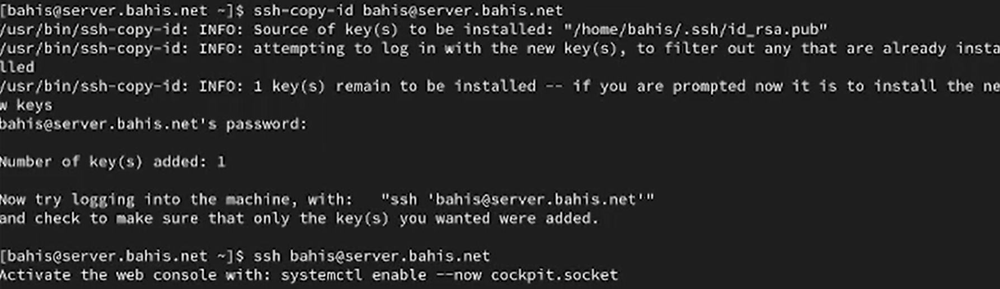 [bahis@server.bahis.net ~]$ ssh-copy-id bahis@server.bahis.net
/usr/bin/ssh-copy-id: INFO: Source of key(s) to be installed: "/home/bahis/.ssh/id_rsa.pub"
/usr/bin/ssh-copy-id: INFO: attempting to log in with the new key(s), to filter out any that are already insta
lled
/usr/bin/ssh-copy-id: INFO: 1 key(s) remain to be installed -- if you are prompted now it is to install the ne
w keys
bahis@server.bahis.net's password:
Number of key(s) added: 1
Now try logging into the machine, with:   "ssh 'bahis@server.bahis.net'"
and check to make sure that only the key(s) you wanted were added.
[bahis@server.bahis.net ~]$ ssh bahis@server.bahis.net
Activate the web console with: systemctl enable --now cockpit.socket